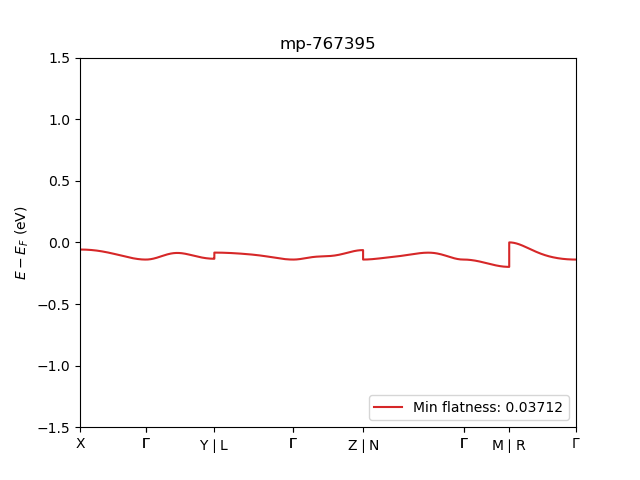 mp-767395
E − E_F (eV)
1.5
1.0
0.5
0.0
−0.5
−1.0
−1.5
Min flatness: 0.03712
X Γ Y | L Γ Z | N Γ M | R Γ